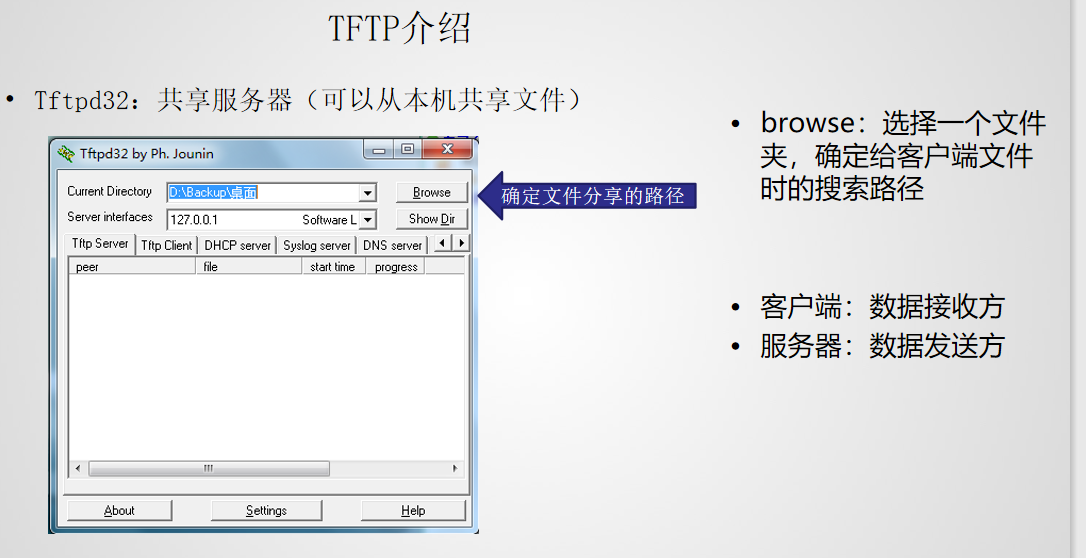 TFTP介绍
• Tftpd32：共享服务器（可以从本机共享文件）
Tftpd32 by Ph. Jounin
Current Directory D:\Backup\桌面 Browse
Server interfaces 127.0.0.1 Software L Show Dir
Tftp Server Tftp Client DHCP server Syslog server DNS server
peer file start time progress
About Settings Help
确定文件分享的路径
• browse：选择一个文件
夹，确定给客户端文件
时的搜索路径
• 客户端：数据接收方
• 服务器：数据发送方